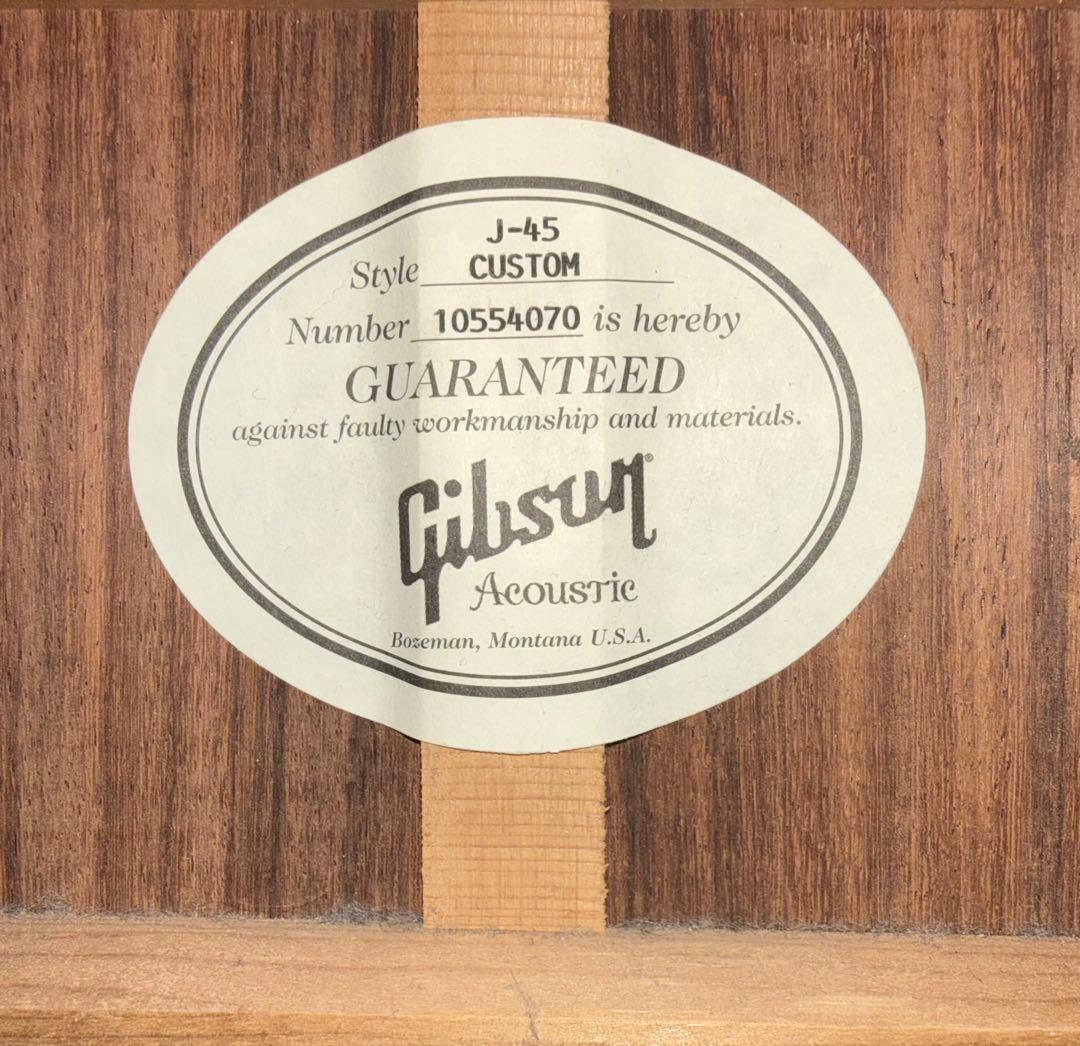 J-45
Style CUSTOM
Number 10554070 is hereby
GUARANTEED
against faulty workmanship and materials.
Gibson®
Acoustic
Bozeman, Montana U.S.A.